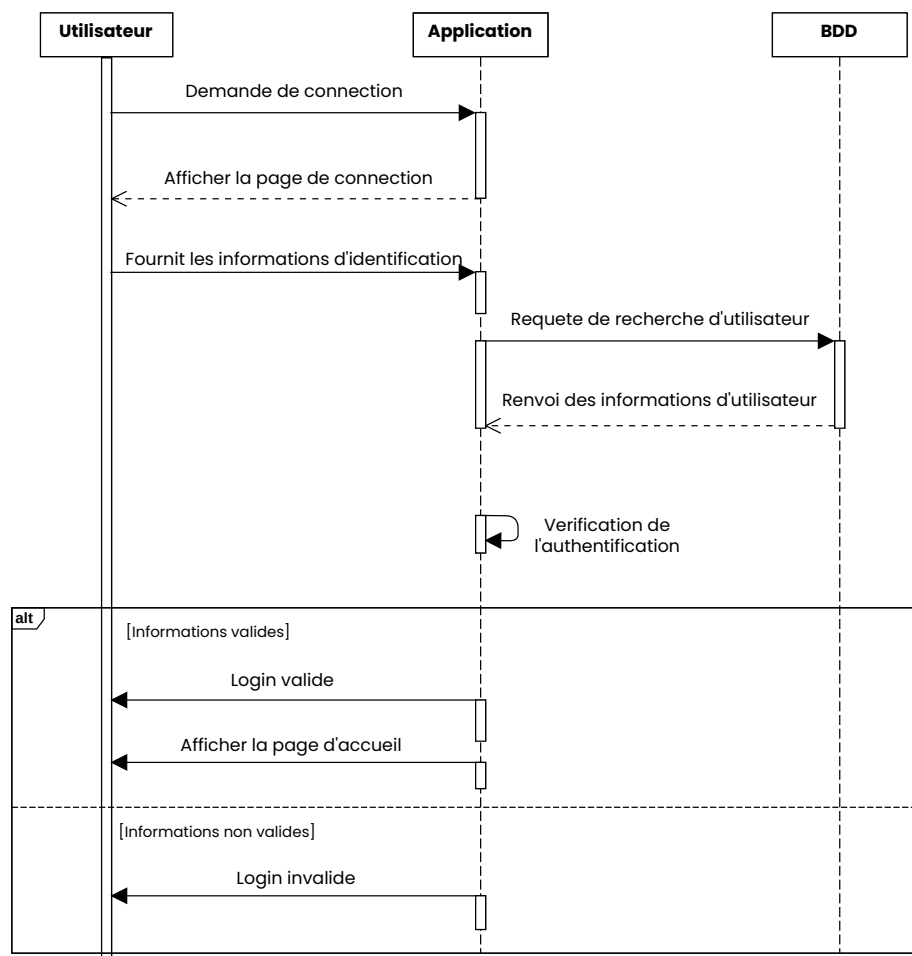 Utilisateur
Application
BDD
Demande de connection
Afficher la page de connection
Fournit les informations d'identification
Requete de recherche d'utilisateur
Renvoi des informations d'utilisateur
Verification de
l'authentification
alt
[Informations valides]
Login valide
Afficher la page d'accueil
[Informations non valides]
Login invalide